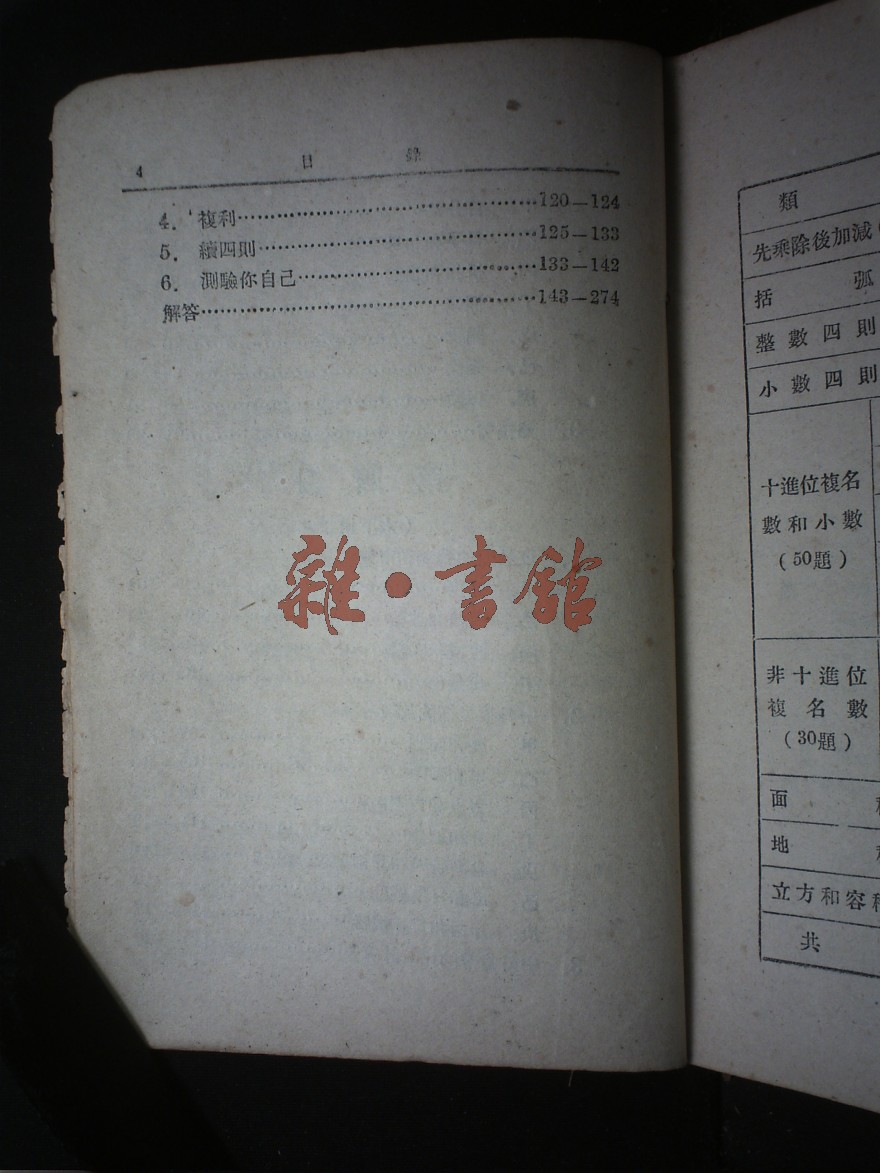 4 目 錄
4. 複利……120—124
5. 續四則……125—133
6. 測驗你自己……133—142
解答……143—274
雜·書館
類
先乘除後加減(
括 弧
整數四則
小數四則
十進位複名
數和小數
(50題)
非十進位
複名數
(30題)
面
地
立方和容積
共